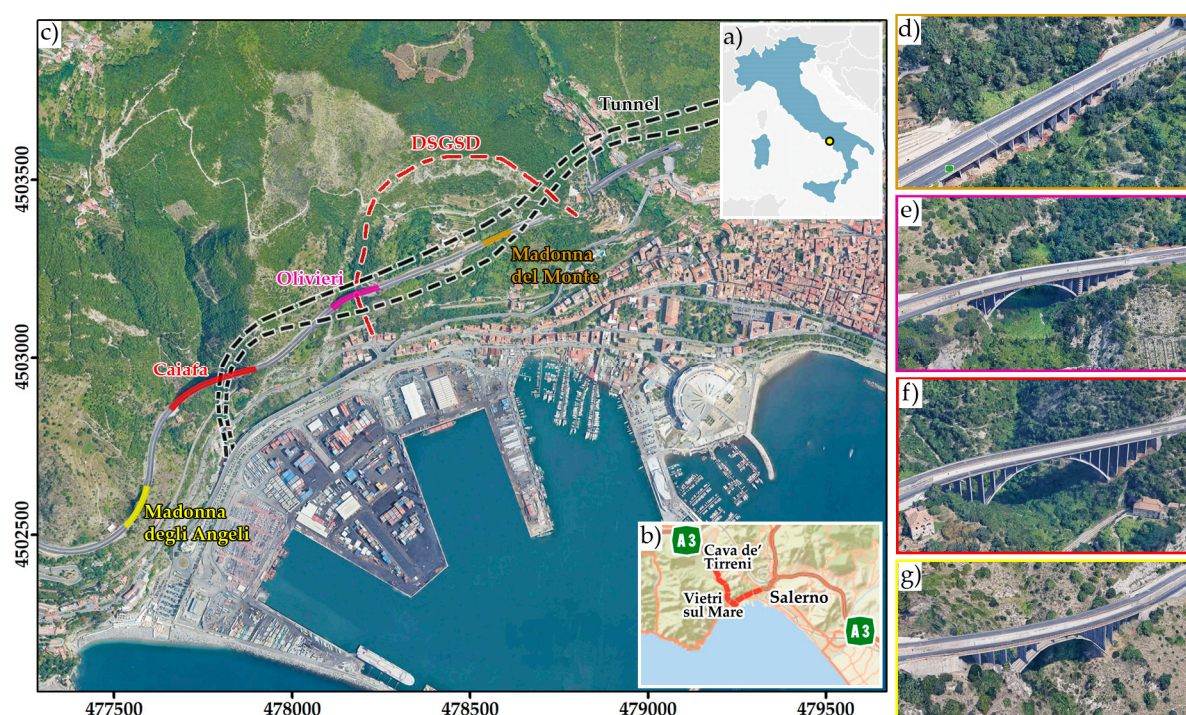 c)
a)
Tunnel
DSGSD
Madonna
del Monte
Olivieri
Caiafa
Madonna
degli Angeli
b)
A3
Cava de'
Tirreni
Vietri
sul Mare
Salerno
A3
4503500
4503000
4502500
477500
478000
478500
479000
479500
d)
e)
f)
g)